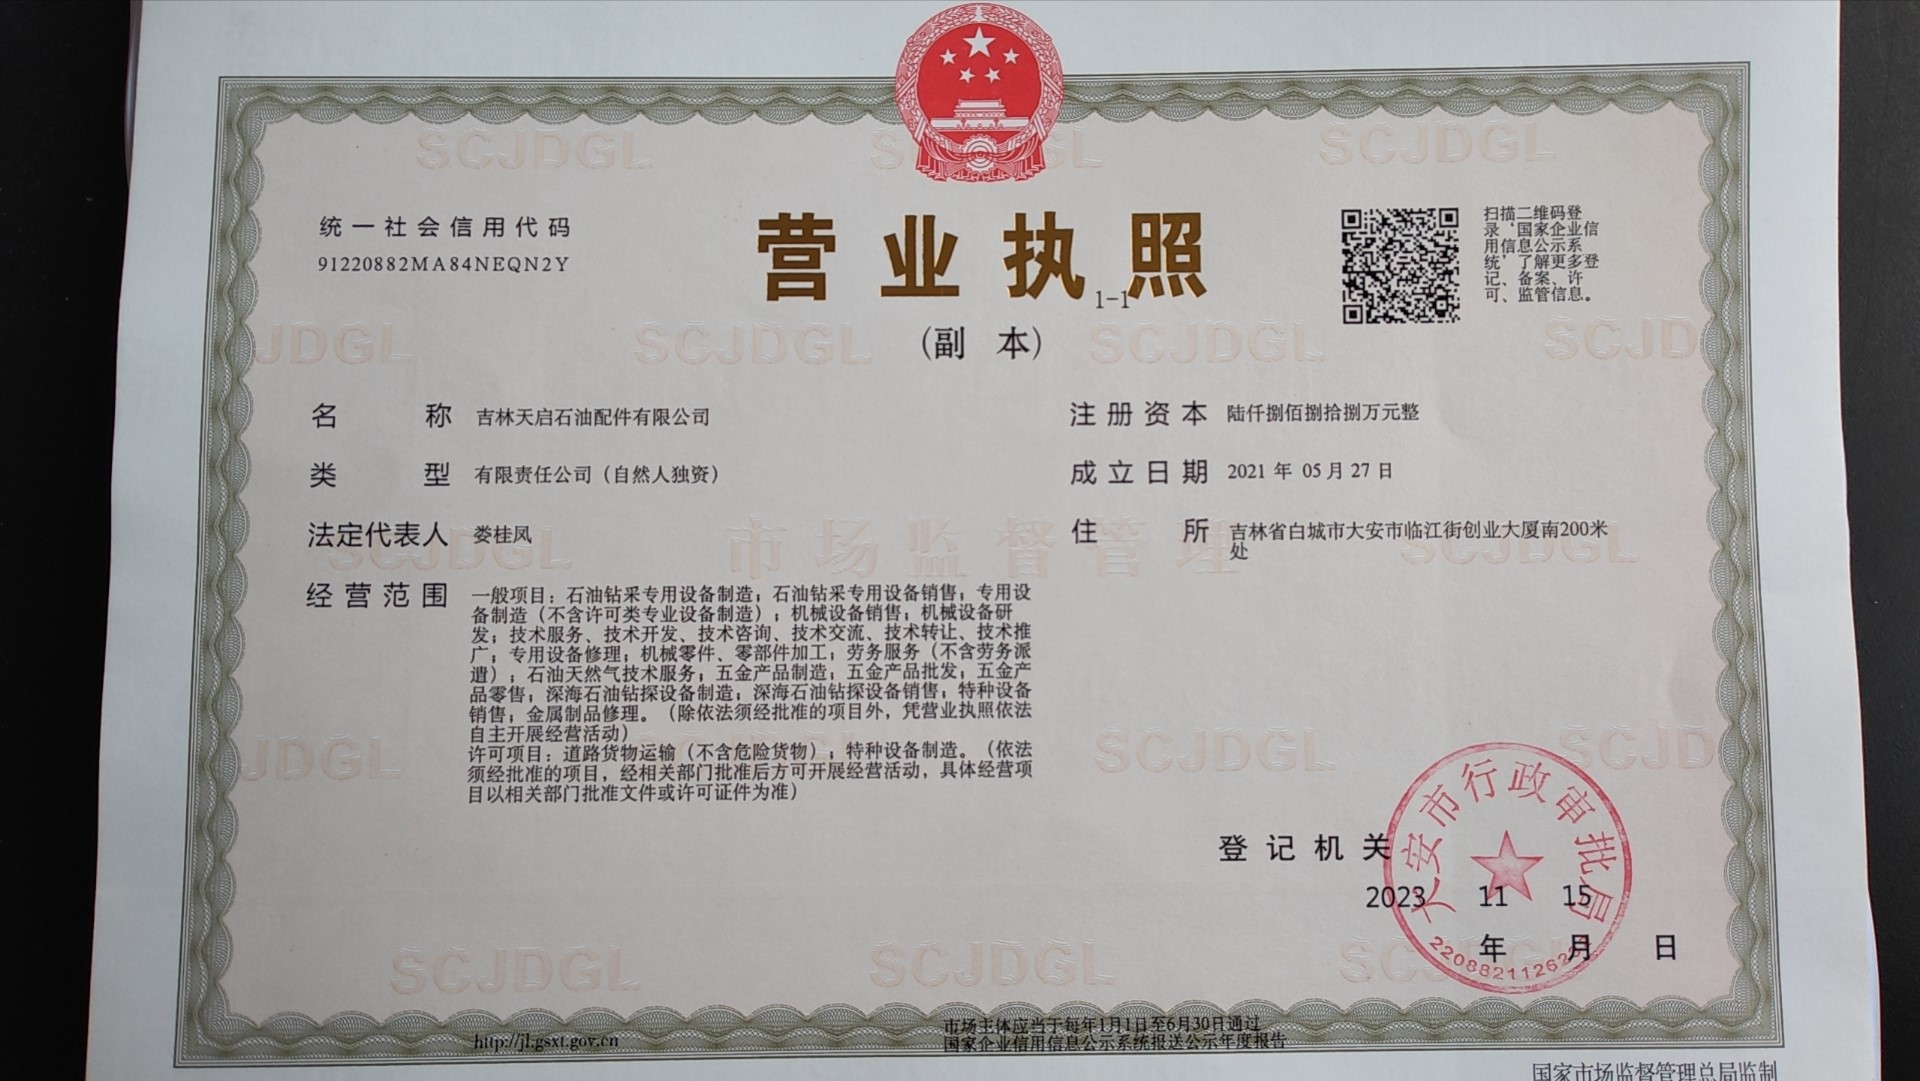 统一社会信用代码
91220882MA84NEQN2Y
营业执照
1-1
(副 本)
扫描二维码登
录‘国家企业信
用信息公示系
统’了解更多登
记、备案、许
可、监管信息。
名 称 吉林天启石油配件有限公司
类 型 有限责任公司（自然人独资）
法定代表人 娄桂凤
经营范围 一般项目：石油钻采专用设备制造；石油钻采专用设备销售；专用设
备制造（不含许可类专业设备制造）；机械设备销售；机械设备研
发；技术服务、技术开发、技术咨询、技术交流、技术转让、技术推
广；专用设备修理；机械零件、零部件加工；劳务服务（不含劳务派
遣）；石油天然气技术服务；五金产品制造；五金产品批发；五金产
品零售；深海石油钻探设备制造；深海石油钻探设备销售；特种设备
销售；金属制品修理。（除依法须经批准的项目外，凭营业执照依法
自主开展经营活动）
许可项目：道路货物运输（不含危险货物）；特种设备制造。（依法
须经批准的项目，经相关部门批准后方可开展经营活动，具体经营项
目以相关部门批准文件或许可证件为准）
注册资本 陆仟捌佰捌拾捌万元整
成立日期 2021 年 05 月 27 日
住 所 吉林省白城市大安市临江街创业大厦南200米
处
登记机关
大安市行政审批局
2023 11 15
年 月 日
http://jl.gsxt.gov.cn
市场主体应当于每年1月1日至6月30日通过
国家企业信用信息公示系统报送公示年度报告
国家市场监督管理总局监制
SCJDGL
市场监督管理